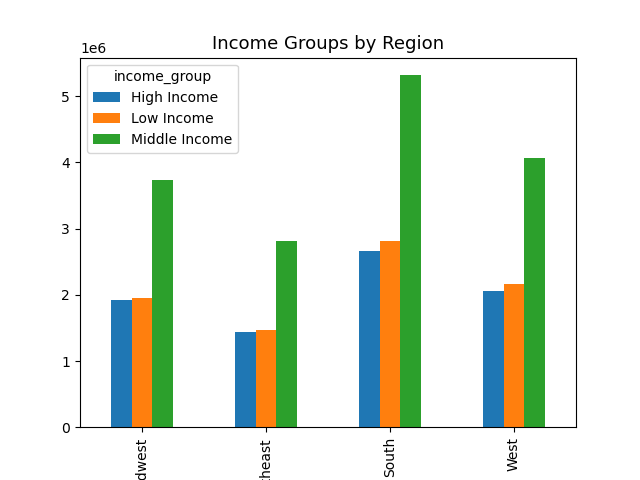 Income Groups by Region
1e6
income_group
High Income
Low Income
Middle Income
5
4
3
2
1
0
dwest
heast
South
West